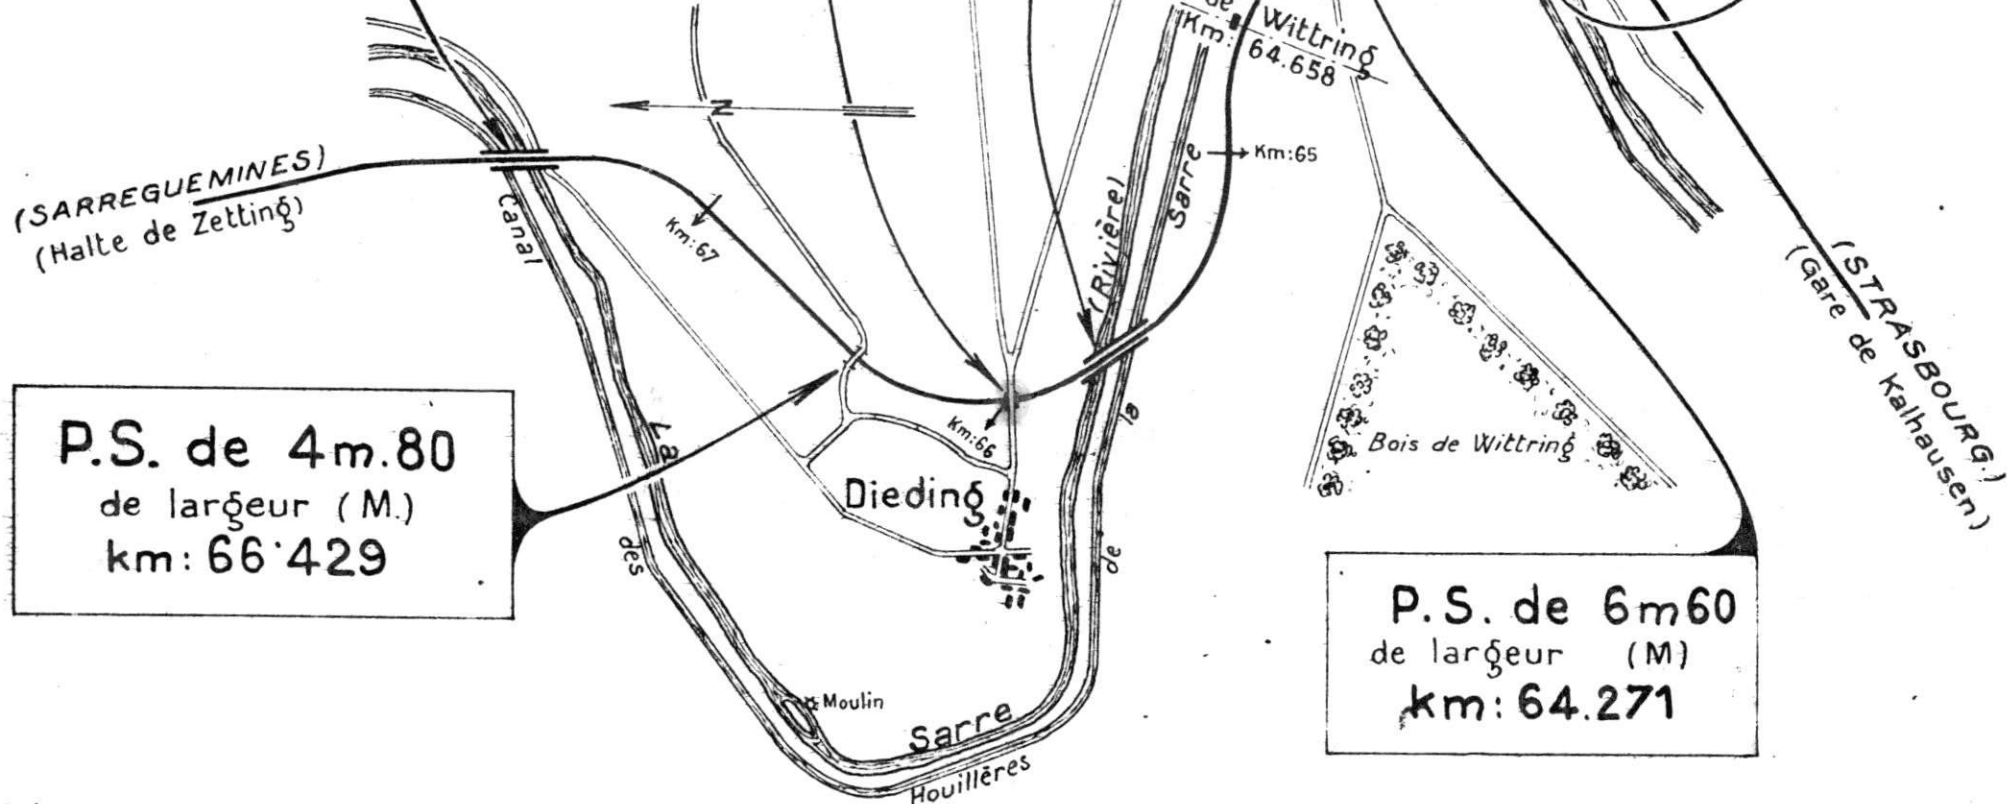 de Wittring
Km: 64.658
N
Km:65
(SARREGUEMINES)
(Halte de Zetting)
Canal
Km:67
(Rivière)
Sarre
(STRASBOURG.)
(Gare de Kalhausen)
P.S. de 4m.80
de largeur (M.)
km: 66.429
La
Km:66
la
Bois de Wittring
Dieding
des
de
P.S. de 6m60
de largeur (M)
km: 64.271
Moulin
Sarre
Houillères